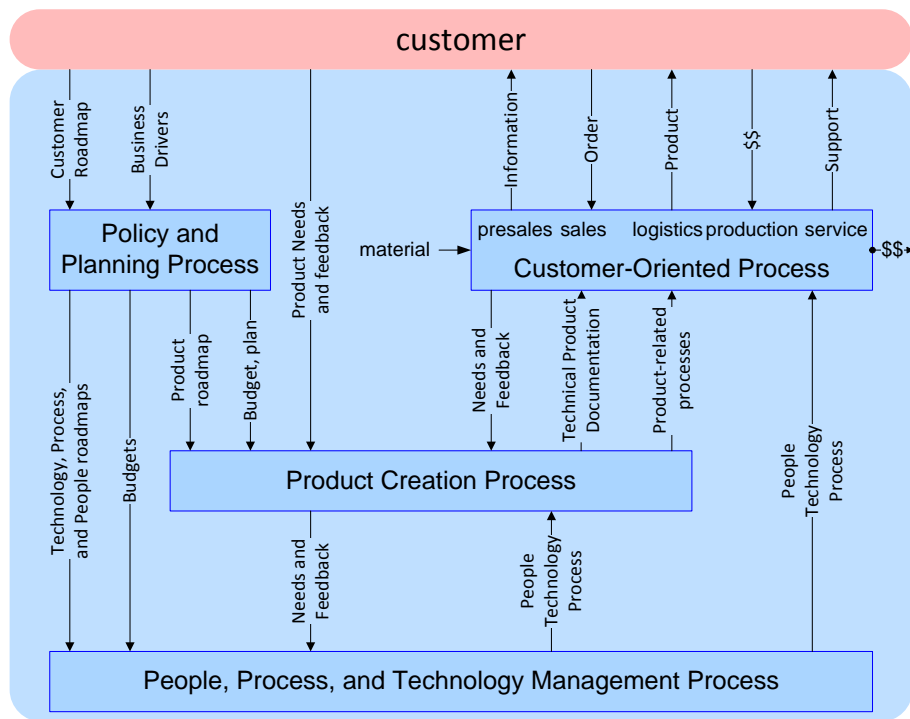 customer
Customer
Roadmap
Business
Drivers
Product Needs
and feedback
Information
Order
Product
$$
Support
Policy and
Planning Process
material
presales sales logistics production service
Customer-Oriented Process
$$
Technology, Process,
and People roadmaps
Budgets
Product
roadmap
Budget, plan
Needs and
Feedback
Technical Product
Documentation
Product-related
processes
People
Technology
Process
Product Creation Process
Needs and
Feedback
People
Technology
Process
People, Process, and Technology Management Process